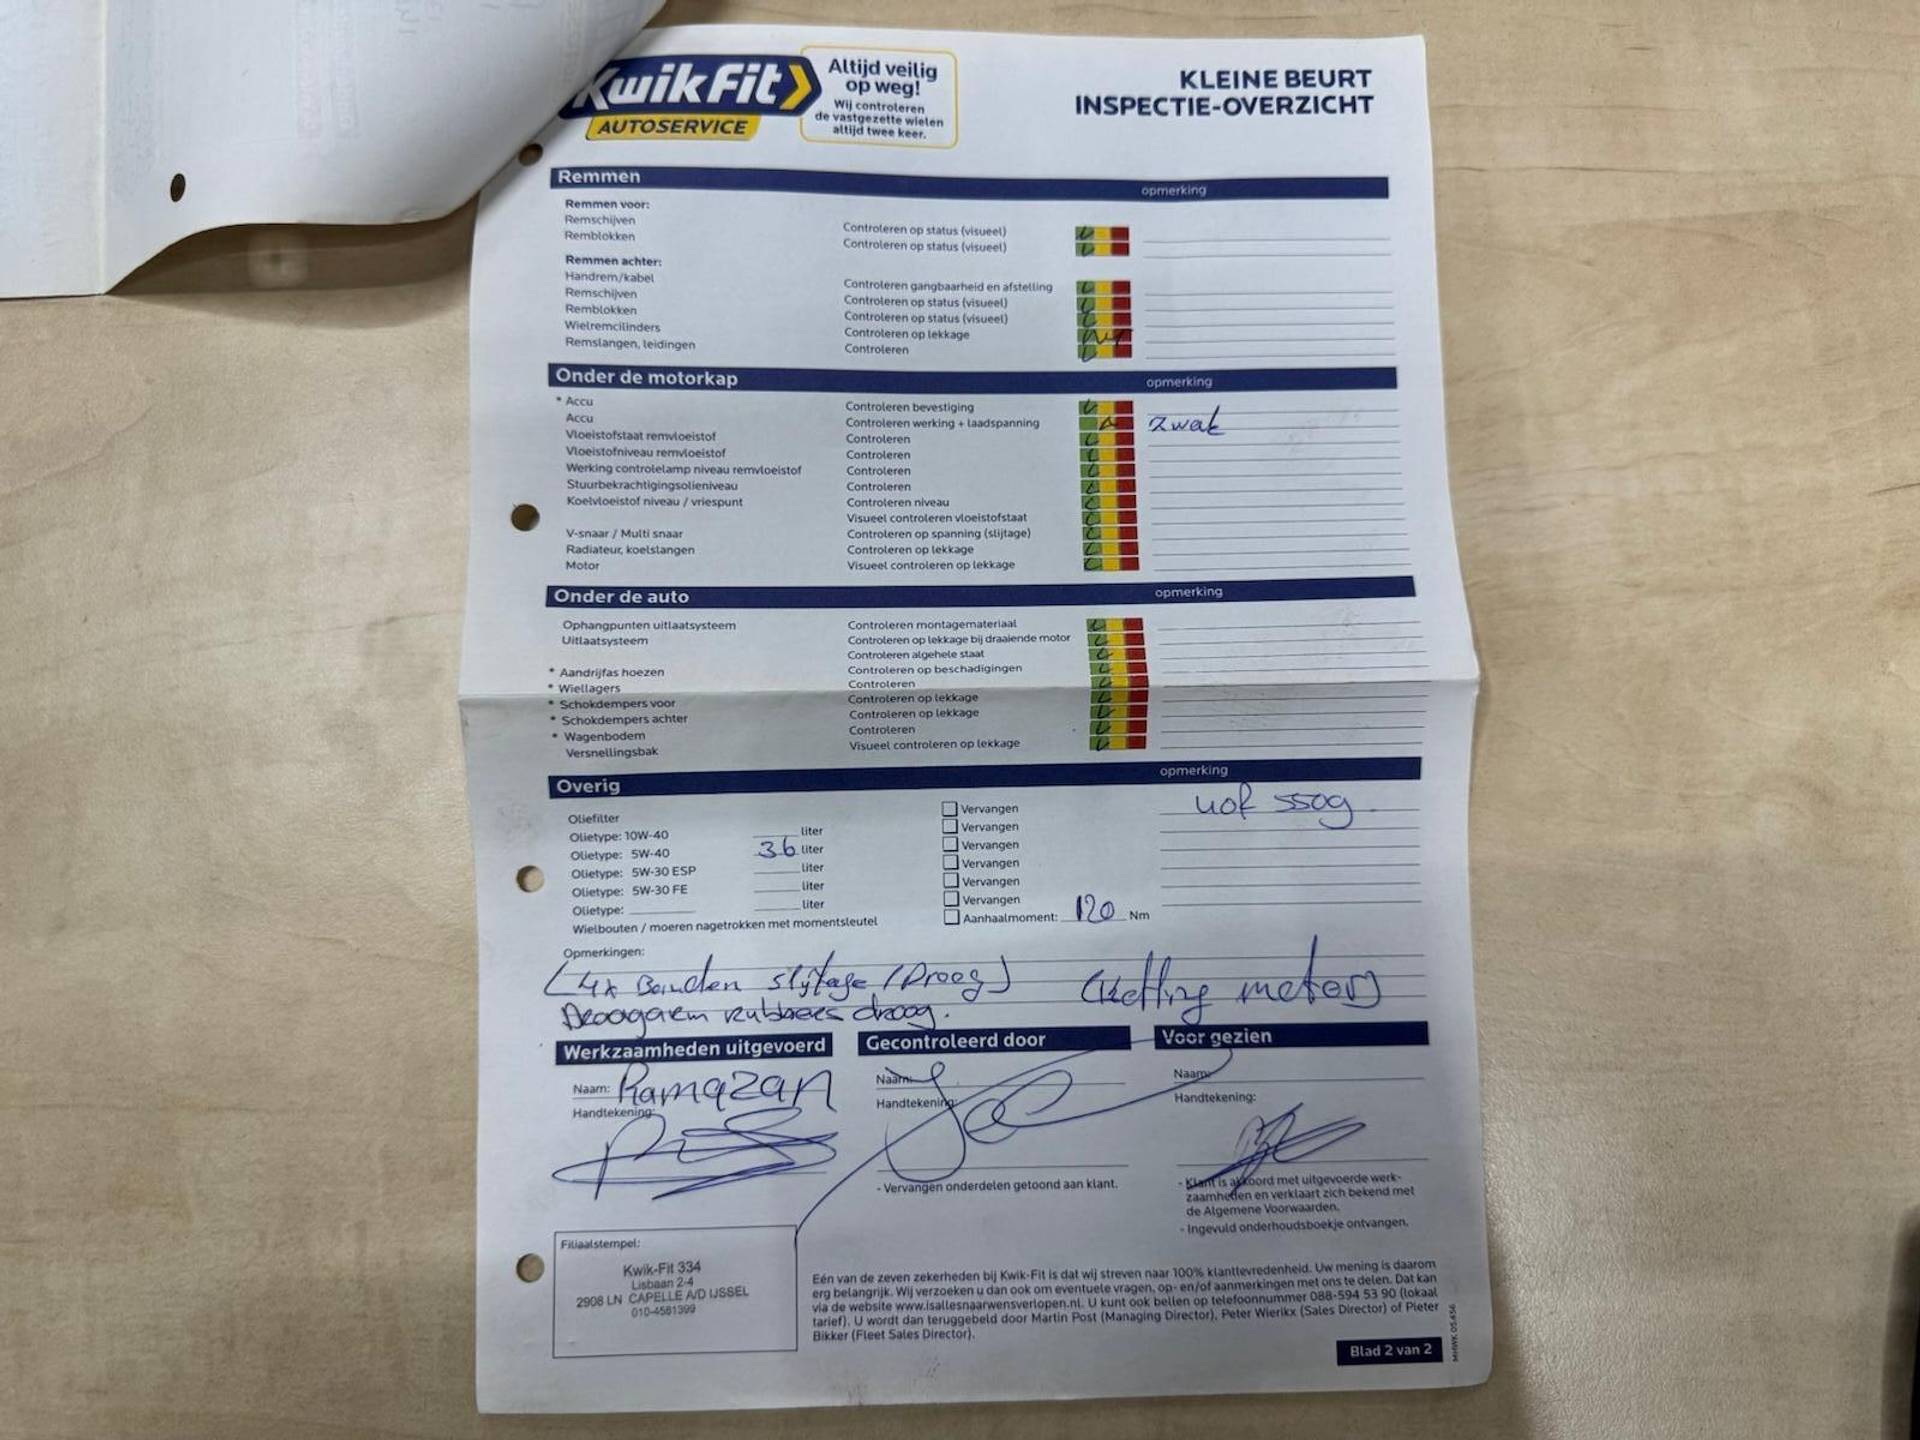 KwikFit
AUTOSERVICE
Altijd veilig
op weg!
Wij controleren
de vastgezette wielen
altijd twee keer.
KLEINE BEURT
INSPECTIE-OVERZICHT
Remmen opmerking
Remmen voor:
Remschijven Controleren op status (visueel)
Remblokken Controleren op status (visueel)
Remmen achter:
Handrem/kabel Controleren gangbaarheid en afstelling
Remschijven Controleren op status (visueel)
Remblokken Controleren op status (visueel)
Wielremcilinders Controleren op lekkage
Remslangen, leidingen Controleren
Onder de motorkap opmerking
* Accu Controleren bevestiging
Accu Controleren werking + laadspanning zwak
Vloeistofstaat remvloeistof Controleren
Vloeistofniveau remvloeistof Controleren
Werking controlelamp niveau remvloeistof Controleren
Stuurbekrachtigingsolieniveau Controleren
Koelvloeistof niveau / vriespunt Controleren niveau
Visueel controleren vloeistofstaat
V-snaar / Multi snaar Controleren op spanning (slijtage)
Radiateur, koelslangen Controleren op lekkage
Motor Visueel controleren op lekkage
Onder de auto opmerking
Ophangpunten uitlaatsysteem Controleren montagemateriaal
Uitlaatsysteem Controleren op lekkage bij draaiende motor
Controleren algehele staat
* Aandrijfas hoezen Controleren op beschadigingen
* Wiellagers Controleren
* Schokdempers voor Controleren op lekkage
* Schokdempers achter Controleren op lekkage
* Wagenbodem Controleren
Versnellingsbak Visueel controleren op lekkage
Overig opmerking
Oliefilter Vervangen
Olietype: 10W-40 liter Vervangen
Olietype: 5W-40 36 liter Vervangen
Olietype: 5W-30 ESP liter Vervangen
Olietype: 5W-30 FE liter Vervangen
Olietype: liter Vervangen
Wielbouten / moeren nagetrokken met momentsleutel Aanhaalmoment: 120 Nm
Opmerkingen:
(4x Banden slijtage (Droog) (Ketting motor)
rubbers droog.
Werkzaamheden uitgevoerd Gecontroleerd door Voor gezien
Naam: Ramazan Naam: Naam:
Handtekening: Handtekening: Handtekening:
- Vervangen onderdelen getoond aan klant.
- Klant is akkoord met uitgevoerde werk-
zaamheden en verklaart zich bekend met
de Algemene Voorwaarden.
- Ingevuld onderhoudsboekje ontvangen.
Filiaalstempel:
Kwik-Fit 334
Lisbaan 2-4
2908 LN CAPELLE A/D IJSSEL
010-4581399
Eén van de zeven zekerheden bij Kwik-Fit is dat wij streven naar 100% klanttevredenheid. Uw mening is daarom
erg belangrijk. Wij verzoeken u dan ook om eventuele vragen, op- en/of aanmerkingen met ons te delen. Dat kan
via de website www.isallesnaarwensverlopen.nl. U kunt ook bellen op telefoonnummer 088-594 53 90 (lokaal
tarief). U wordt dan teruggebeld door Martin Post (Managing Director), Peter Wierikx (Sales Director) of Pieter
Bikker (Fleet Sales Director).
Blad 2 van 2